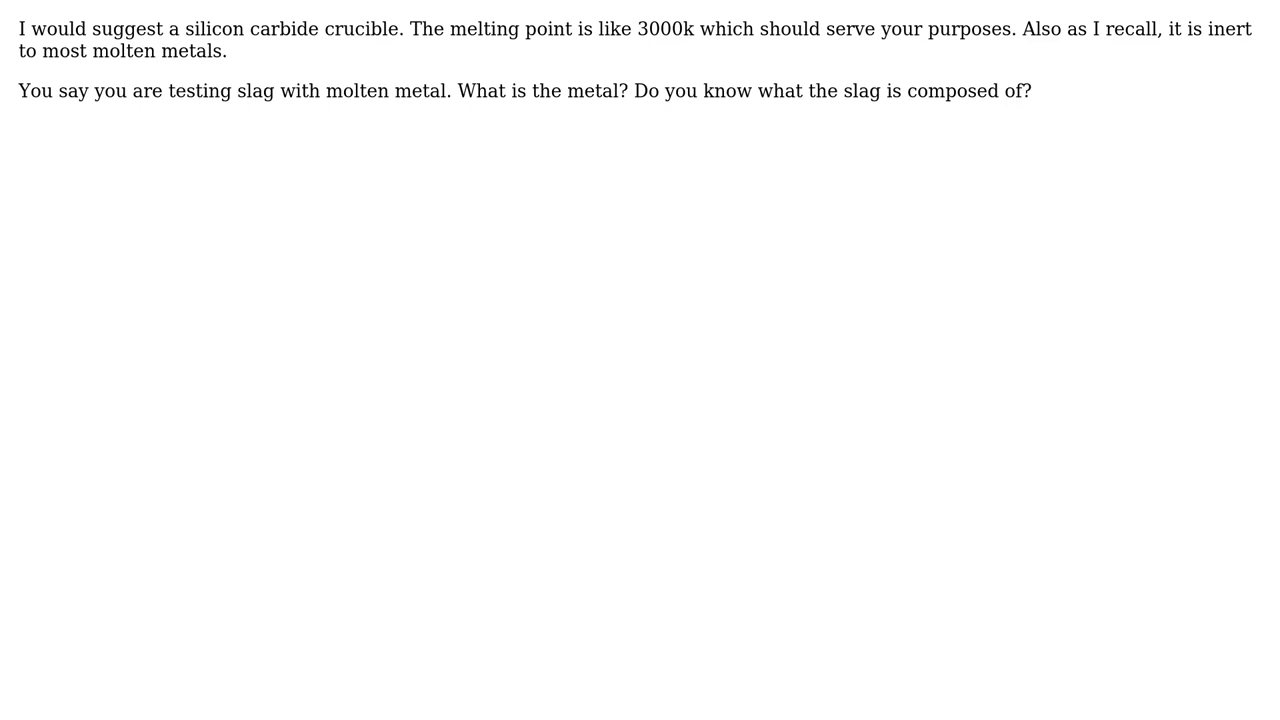 I would suggest a silicon carbide crucible. The melting point is like 3000k which should serve your purposes. Also as I recall, it is inert
to most molten metals.
You say you are testing slag with molten metal. What is the metal? Do you know what the slag is composed of?